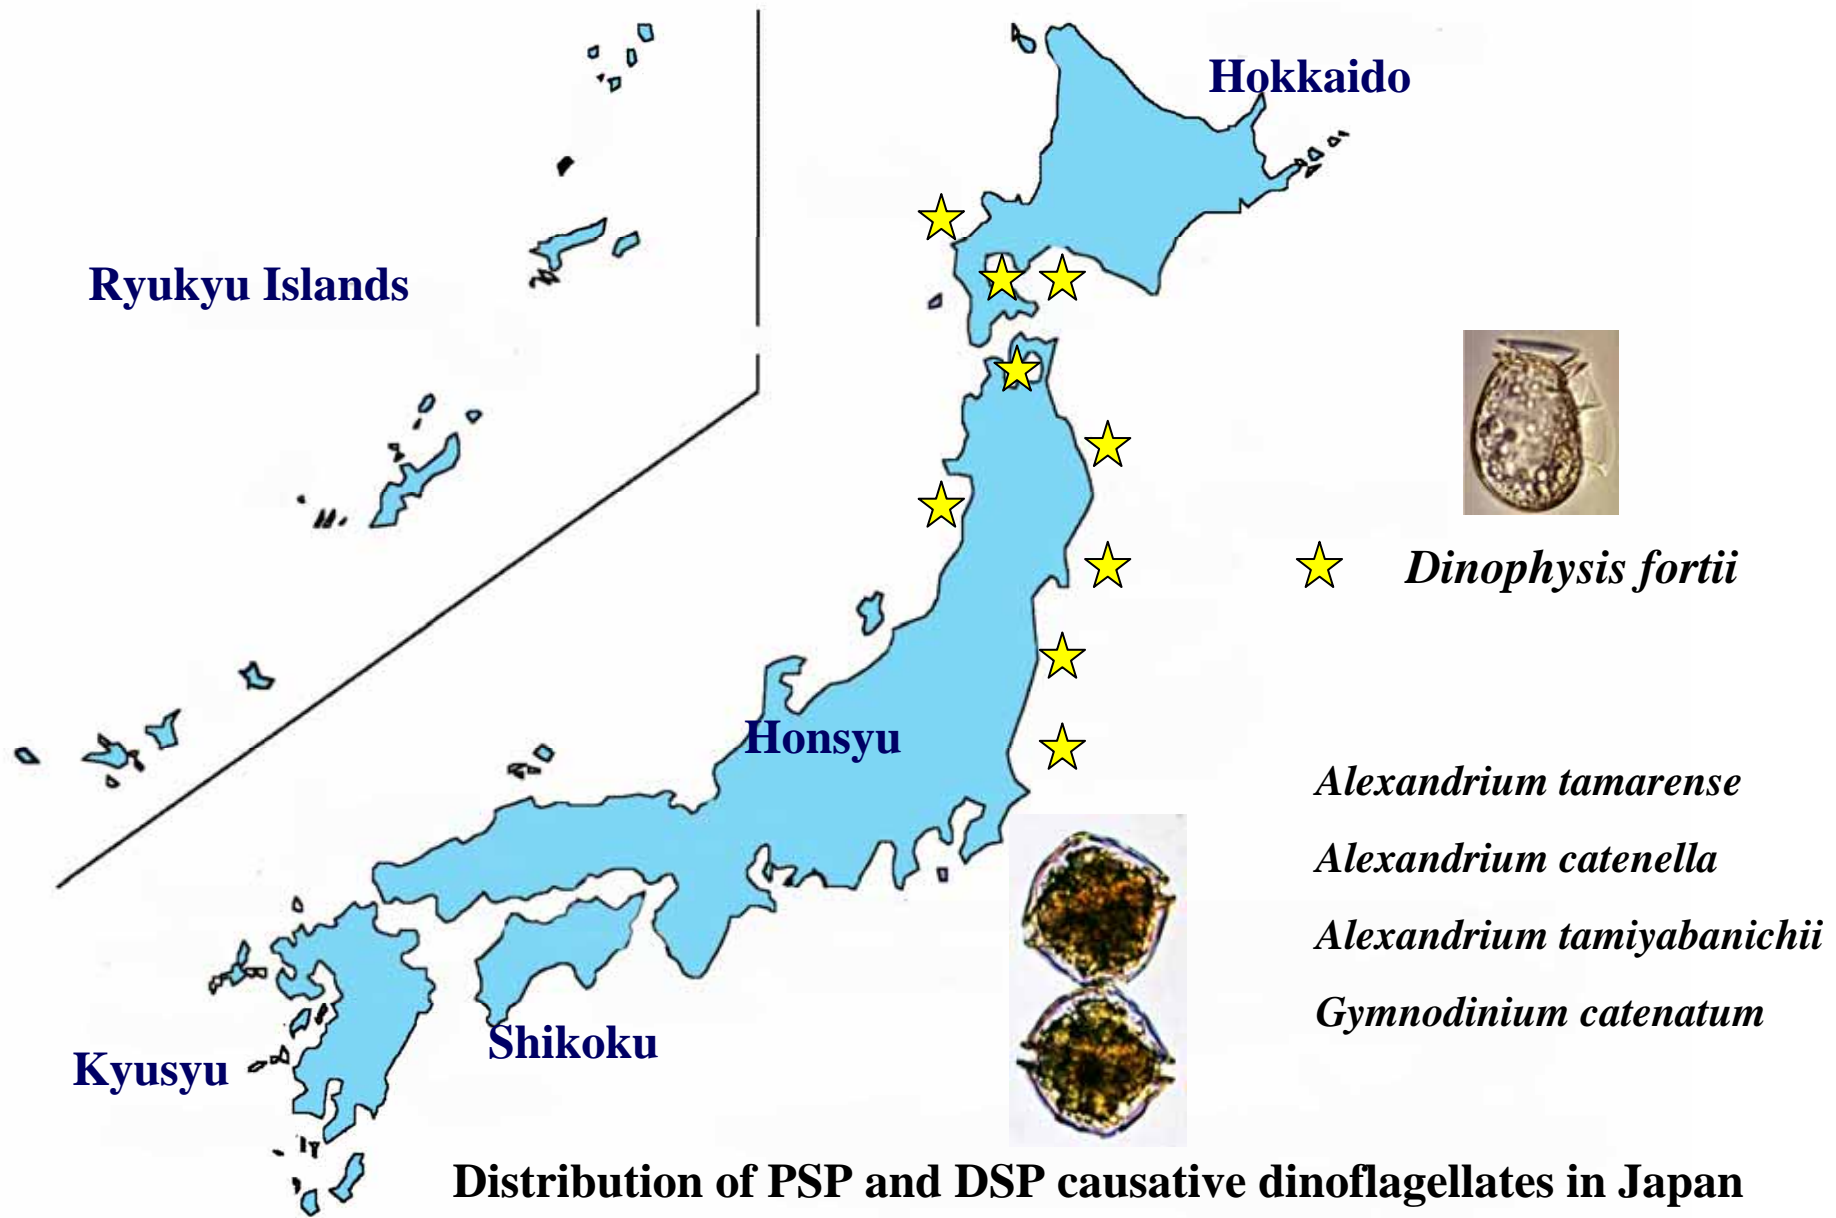 Hokkaido
Ryukyu Islands
Dinophysis fortii
Honsyu
Alexandrium tamarense
Alexandrium catenella
Alexandrium tamiyabanichii
Gymnodinium catenatum
Shikoku
Kyusyu
Distribution of PSP and DSP causative dinoflagellates in Japan